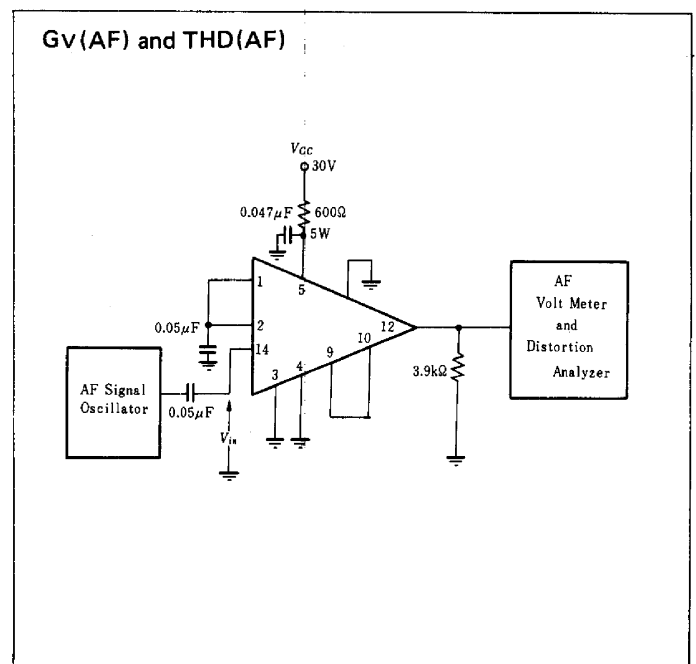 Gv(AF) and THD(AF)
VCC
30V
0.047μF
600Ω
5W
1
5
2
12
0.05μF
14
10
9
4
3
AF Signal
Oscillator
0.05μF
Vin
3.9kΩ
AF
Volt Meter
and
Distortion
Analyzer